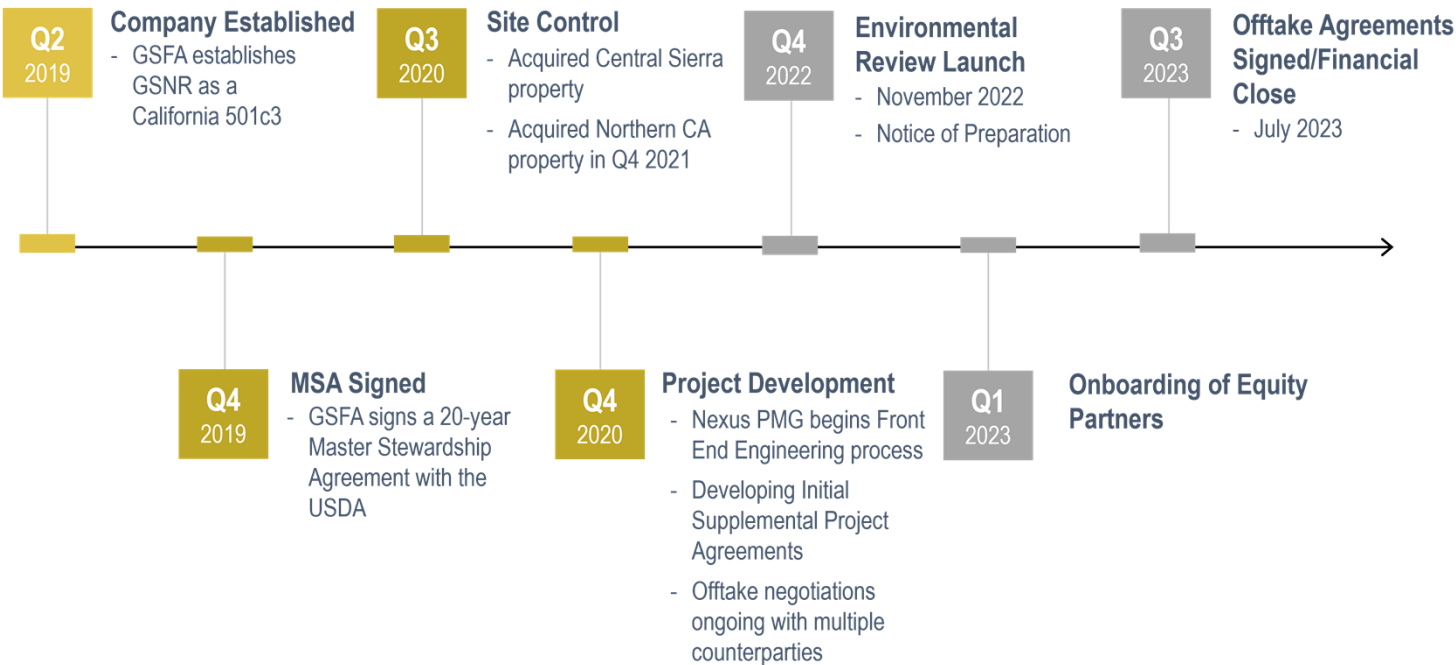 Q2
2019
Company Established
- GSFA establishes
GSNR as a
California 501c3
Q3
2020
Site Control
- Acquired Central Sierra
property
- Acquired Northern CA
property in Q4 2021
Q4
2022
Environmental
Review Launch
- November 2022
- Notice of Preparation
Q3
2023
Offtake Agreements
Signed/Financial
Close
- July 2023
Q4
2019
MSA Signed
- GSFA signs a 20-year
Master Stewardship
Agreement with the
USDA
Q4
2020
Project Development
- Nexus PMG begins Front
End Engineering process
- Developing Initial
Supplemental Project
Agreements
- Offtake negotiations
ongoing with multiple
counterparties
Q1
2023
Onboarding of Equity
Partners